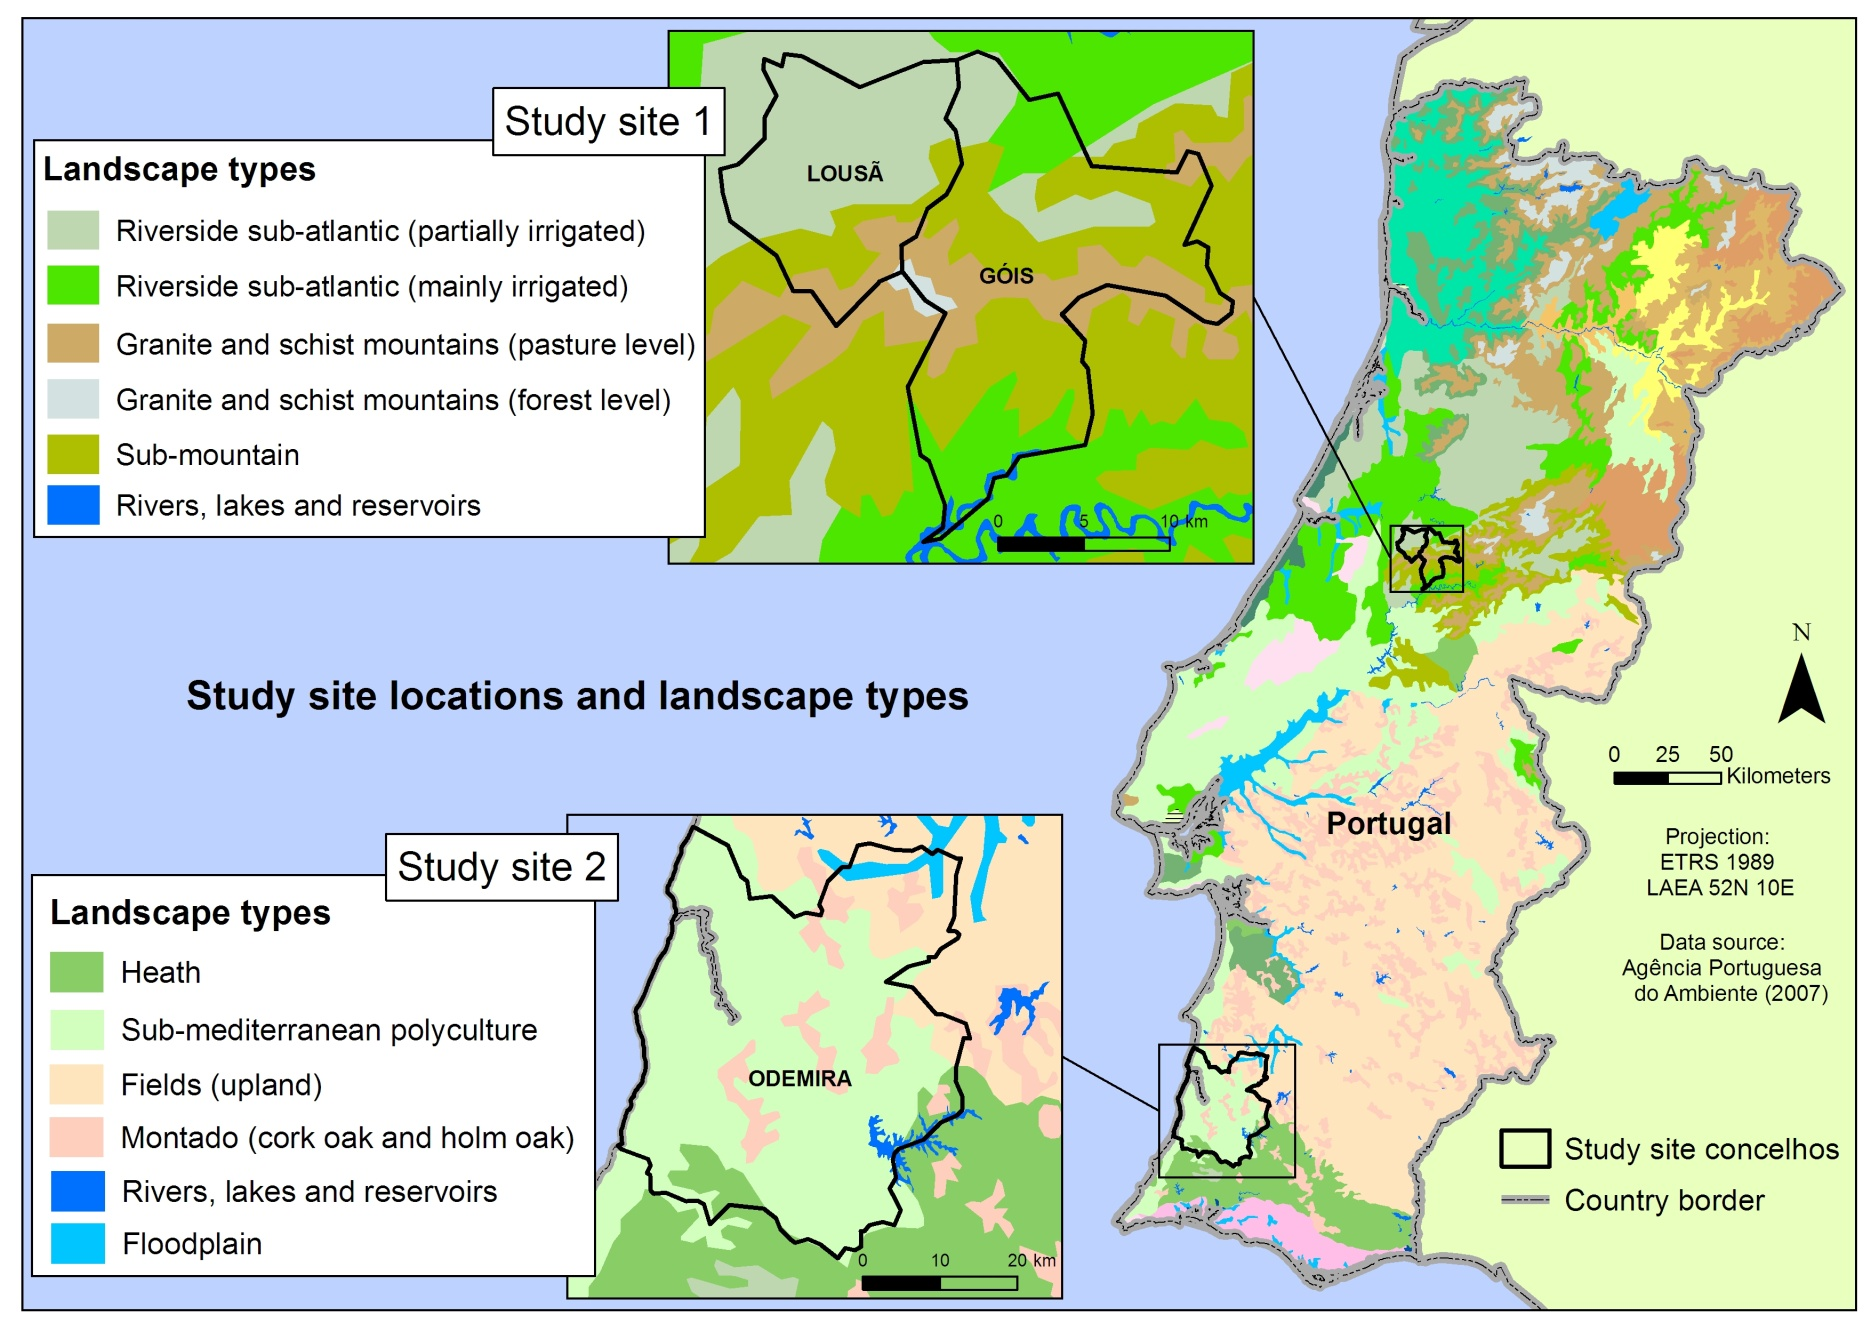 Study site 1
Landscape types
Riverside sub-atlantic (partially irrigated)
Riverside sub-atlantic (mainly irrigated)
Granite and schist mountains (pasture level)
Granite and schist mountains (forest level)
Sub-mountain
Rivers, lakes and reservoirs
LOUSÃ
GÓIS
0 5 10 km
Study site locations and landscape types
Study site 2
Landscape types
Heath
Sub-mediterranean polyculture
Fields (upland)
Montado (cork oak and holm oak)
Rivers, lakes and reservoirs
Floodplain
ODEMIRA
0 10 20 km
Portugal
N
0 25 50
Kilometers
Projection:
ETRS 1989
LAEA 52N 10E
Data source:
Agência Portuguesa
do Ambiente (2007)
Study site concelhos
Country border